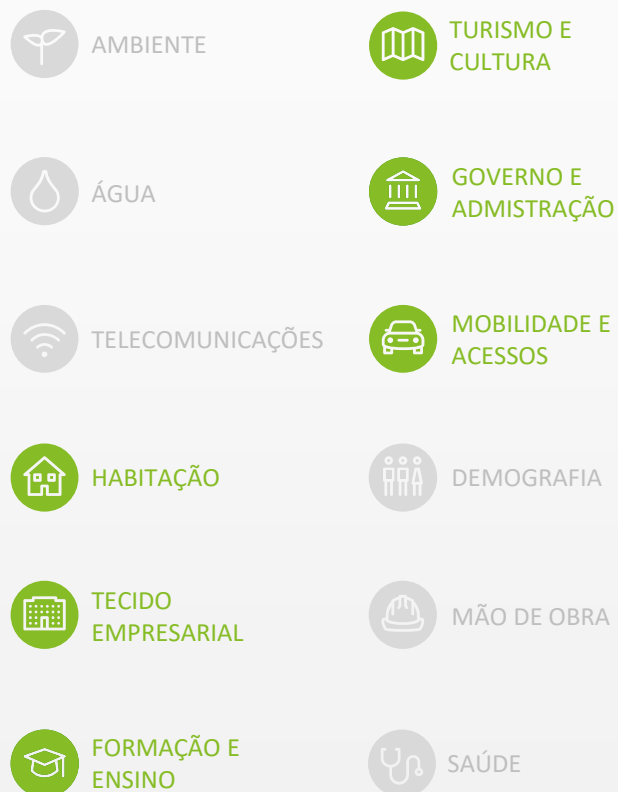 AMBIENTE
TURISMO E
CULTURA
ÁGUA
GOVERNO E
ADMISTRAÇÃO
TELECOMUNICAÇÕES
MOBILIDADE E
ACESSOS
HABITAÇÃO
DEMOGRAFIA
TECIDO
EMPRESARIAL
MÃO DE OBRA
FORMAÇÃO E
ENSINO
SAÚDE